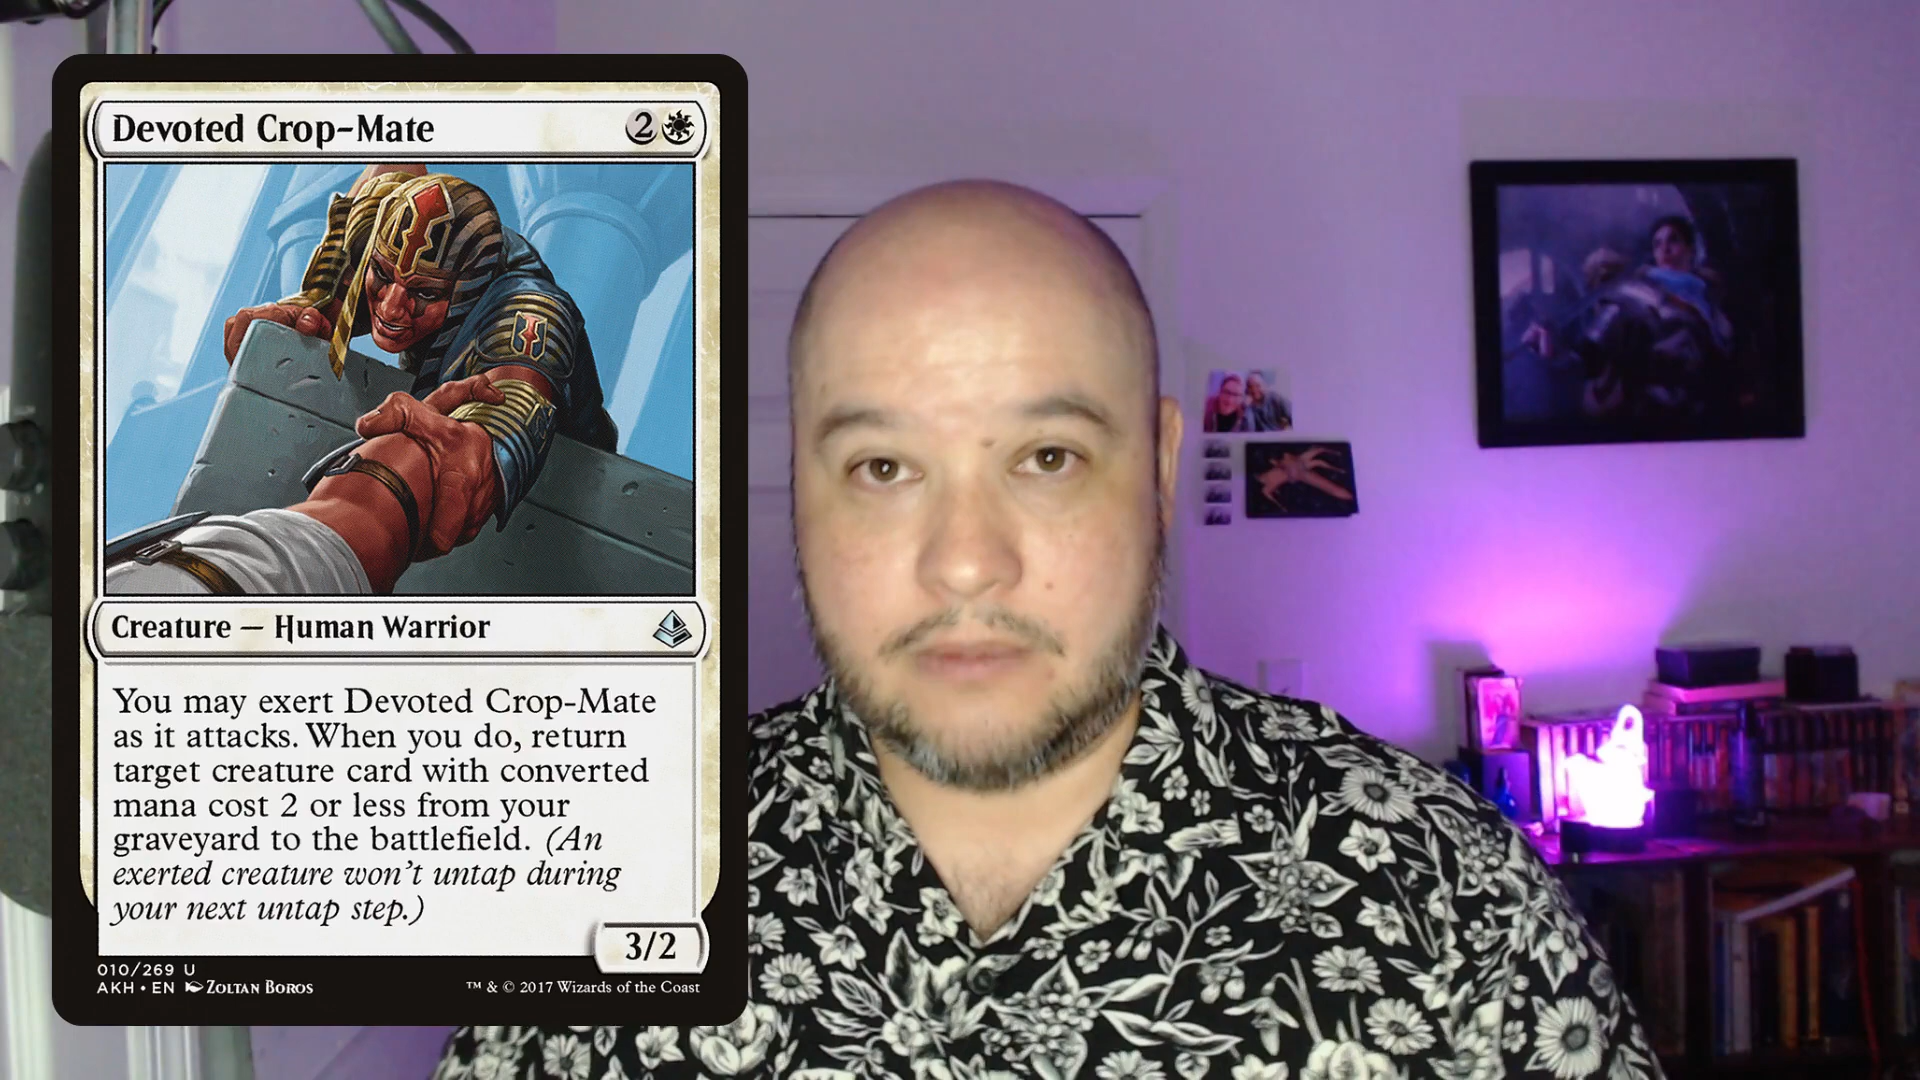 Devoted Crop-Mate 2
Creature — Human Warrior
You may exert Devoted Crop-Mate
as it attacks. When you do, return
target creature card with converted
mana cost 2 or less from your
graveyard to the battlefield. (An
exerted creature won't untap during
your next untap step.)
3/2
010/269 U
AKH • EN Zoltan Boros
™ & © 2017 Wizards of the Coast